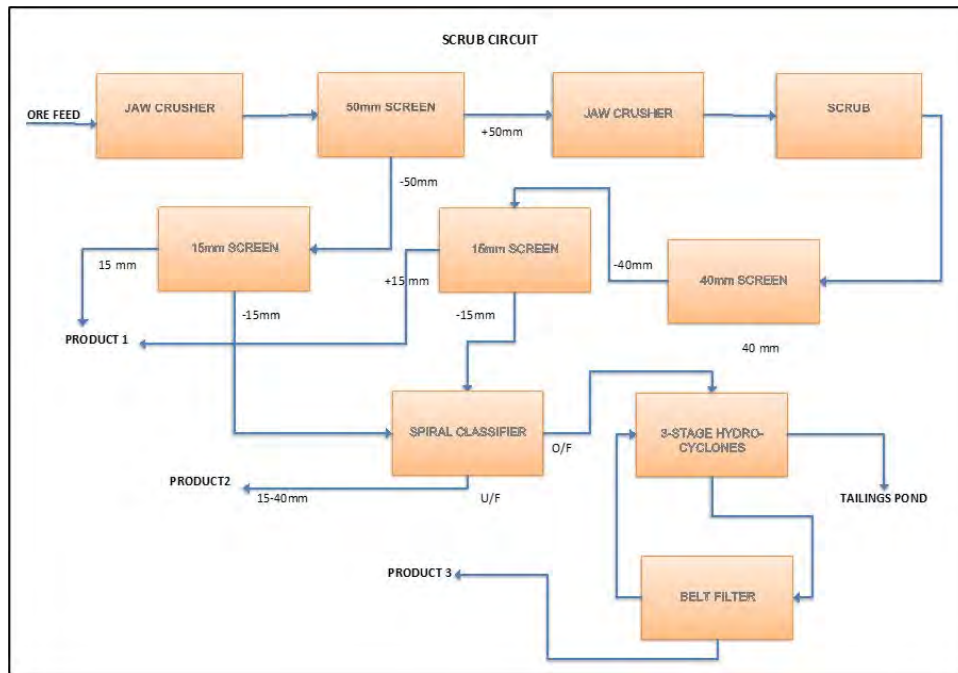 SCRUB CIRCUIT
ORE FEED
JAW CRUSHER
50mm SCREEN
+50mm
JAW CRUSHER
SCRUB
-50mm
15mm SCREEN
15 mm
-15mm
PRODUCT 1
15mm SCREEN
+15 mm
-15mm
-40mm
40mm SCREEN
40 mm
SPIRAL CLASSIFIER
O/F
U/F
PRODUCT2
15-40mm
3-STAGE HYDRO-
CYCLONES
TAILINGS POND
PRODUCT 3
BELT FILTER